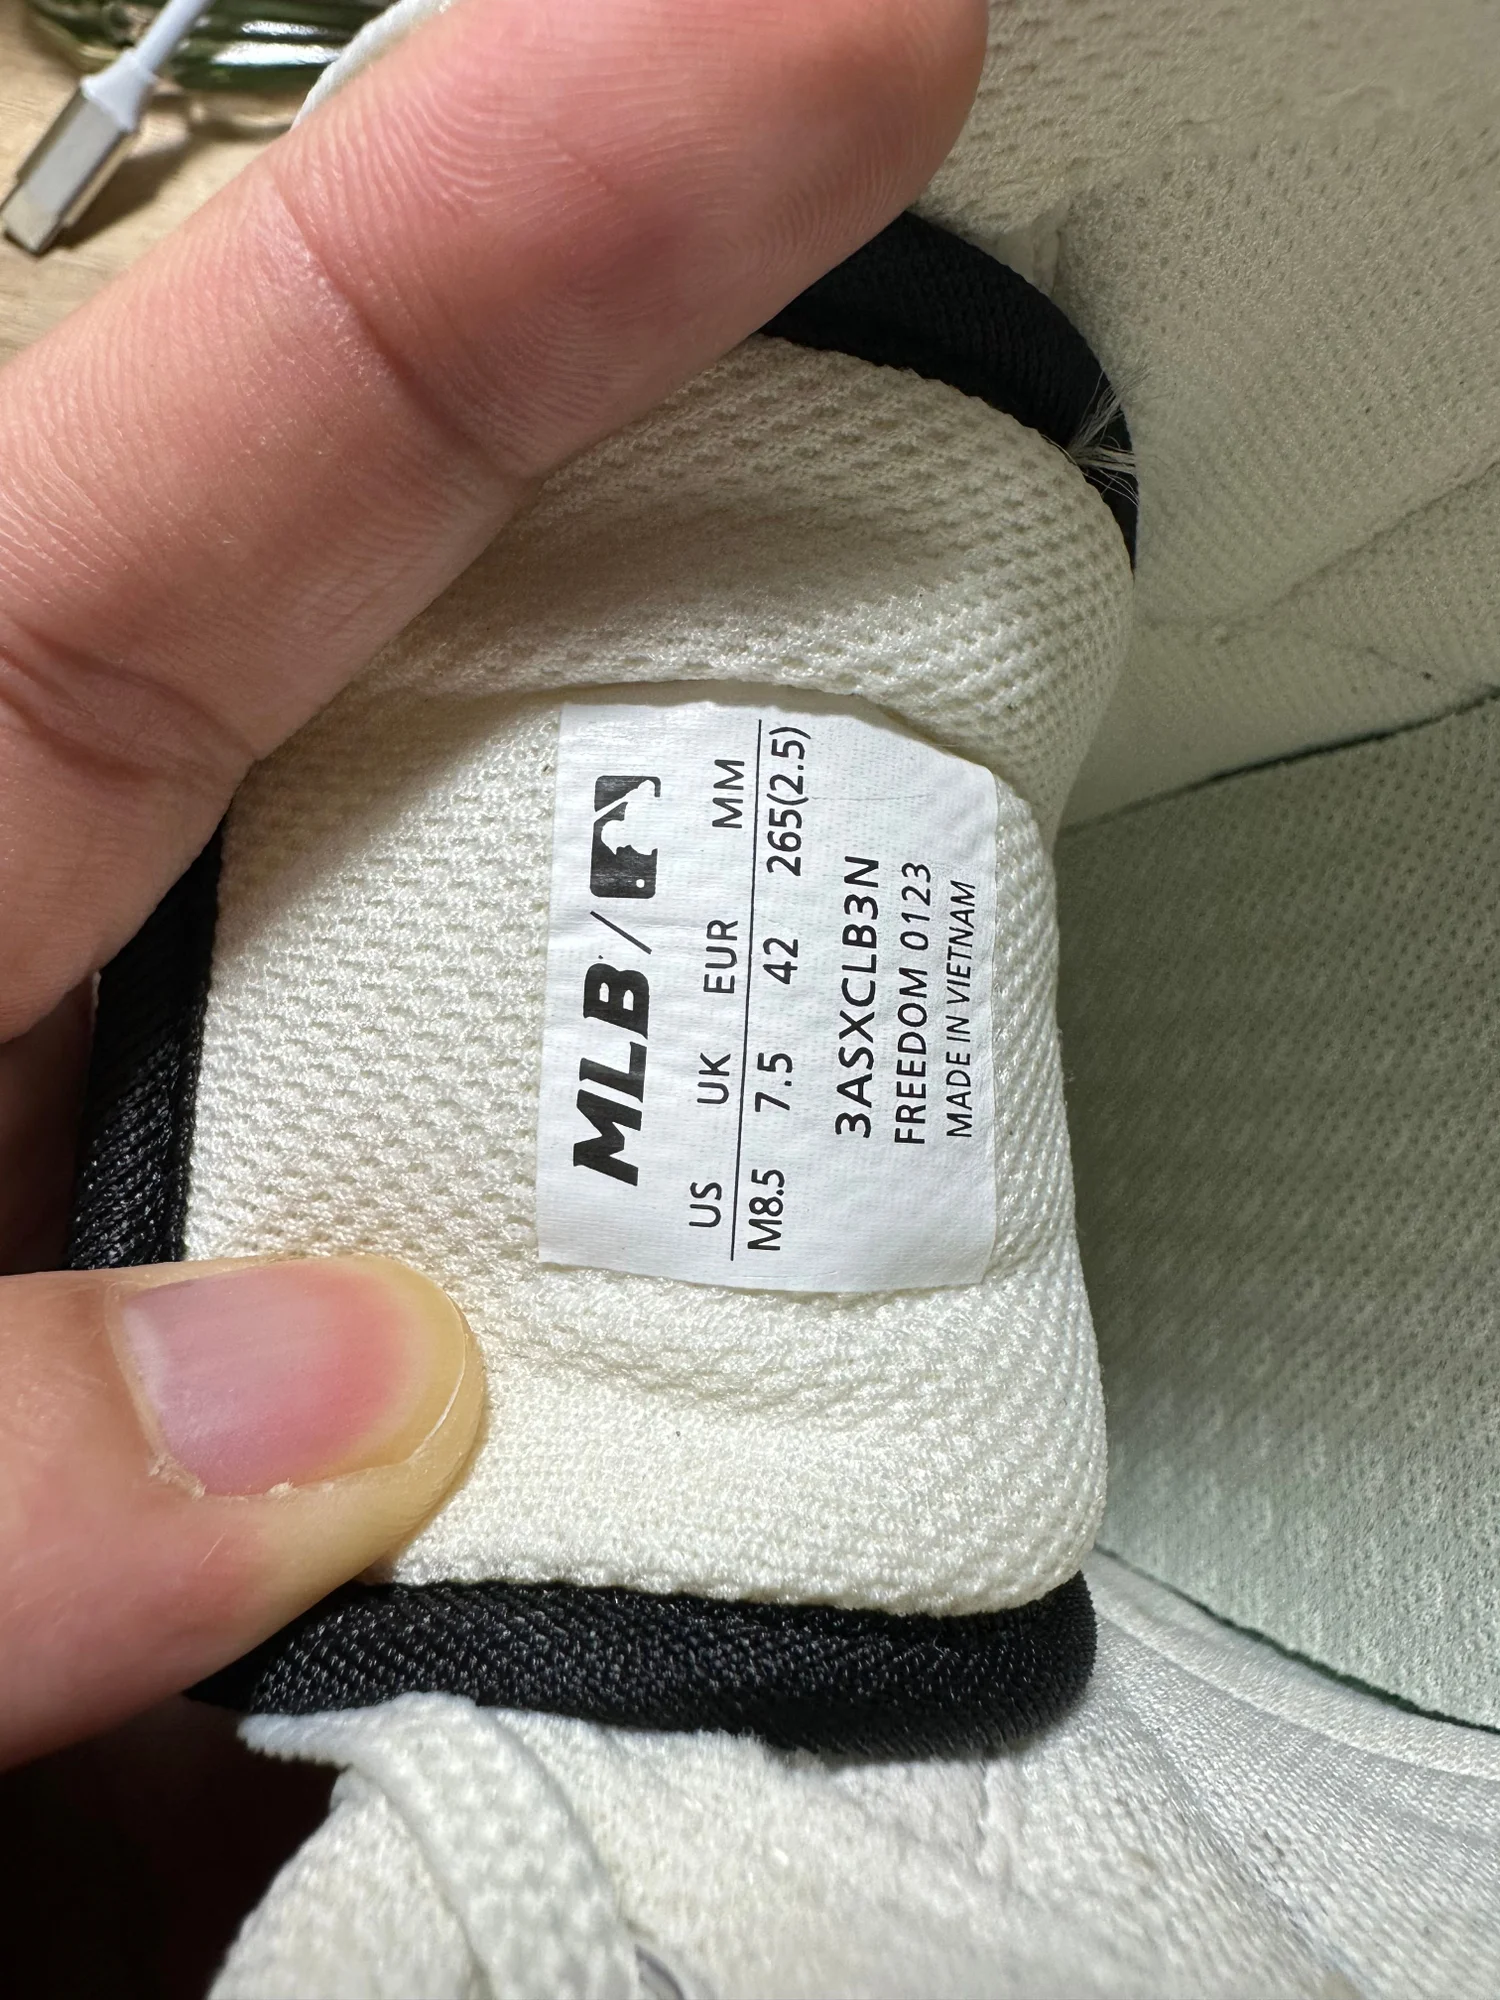 MLB /
US UK EUR MM
M8.5 7.5 42 265(2.5)
3ASXCLB3N
FREEDOM 0123
MADE IN VIETNAM